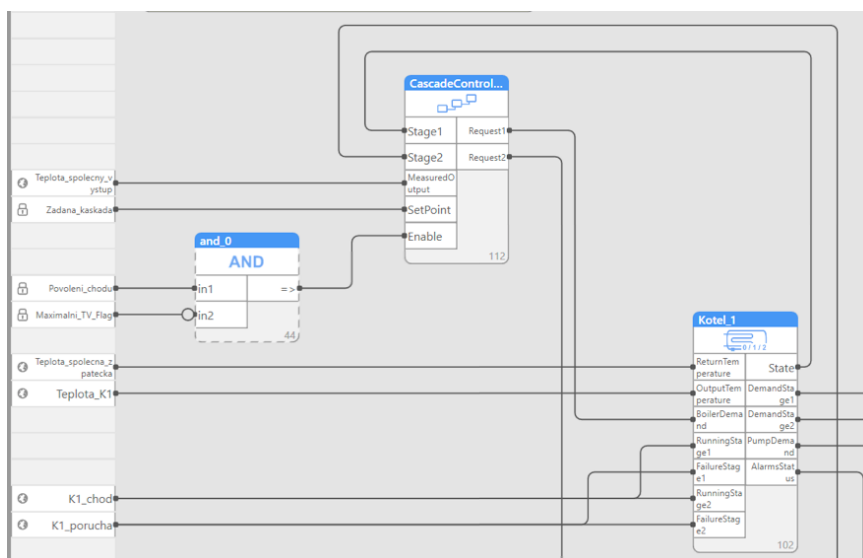 CascadeControl...
Stage1
Request1
Stage2
Request2
Teplota_spolecny_v
ystup
MeasuredO
utput
Zadana_kaskada
SetPoint
Enable
and_0
AND
112
Povoleni_chodu
in1
=>
Maximalni_TV_Flag
in2
44
Kotel_1
0/1/2
Teplota_spolecna_z
patecka
ReturnTem
perature
State
Teplota_K1
OutputTem
perature
DemandSta
ge1
BoilerDema
nd
DemandSta
ge2
RunningSta
ge1
PumpDema
nd
FailureStag
e1
AlarmsStat
us
K1_chod
RunningSta
ge2
K1_porucha
FailureStag
e2
102